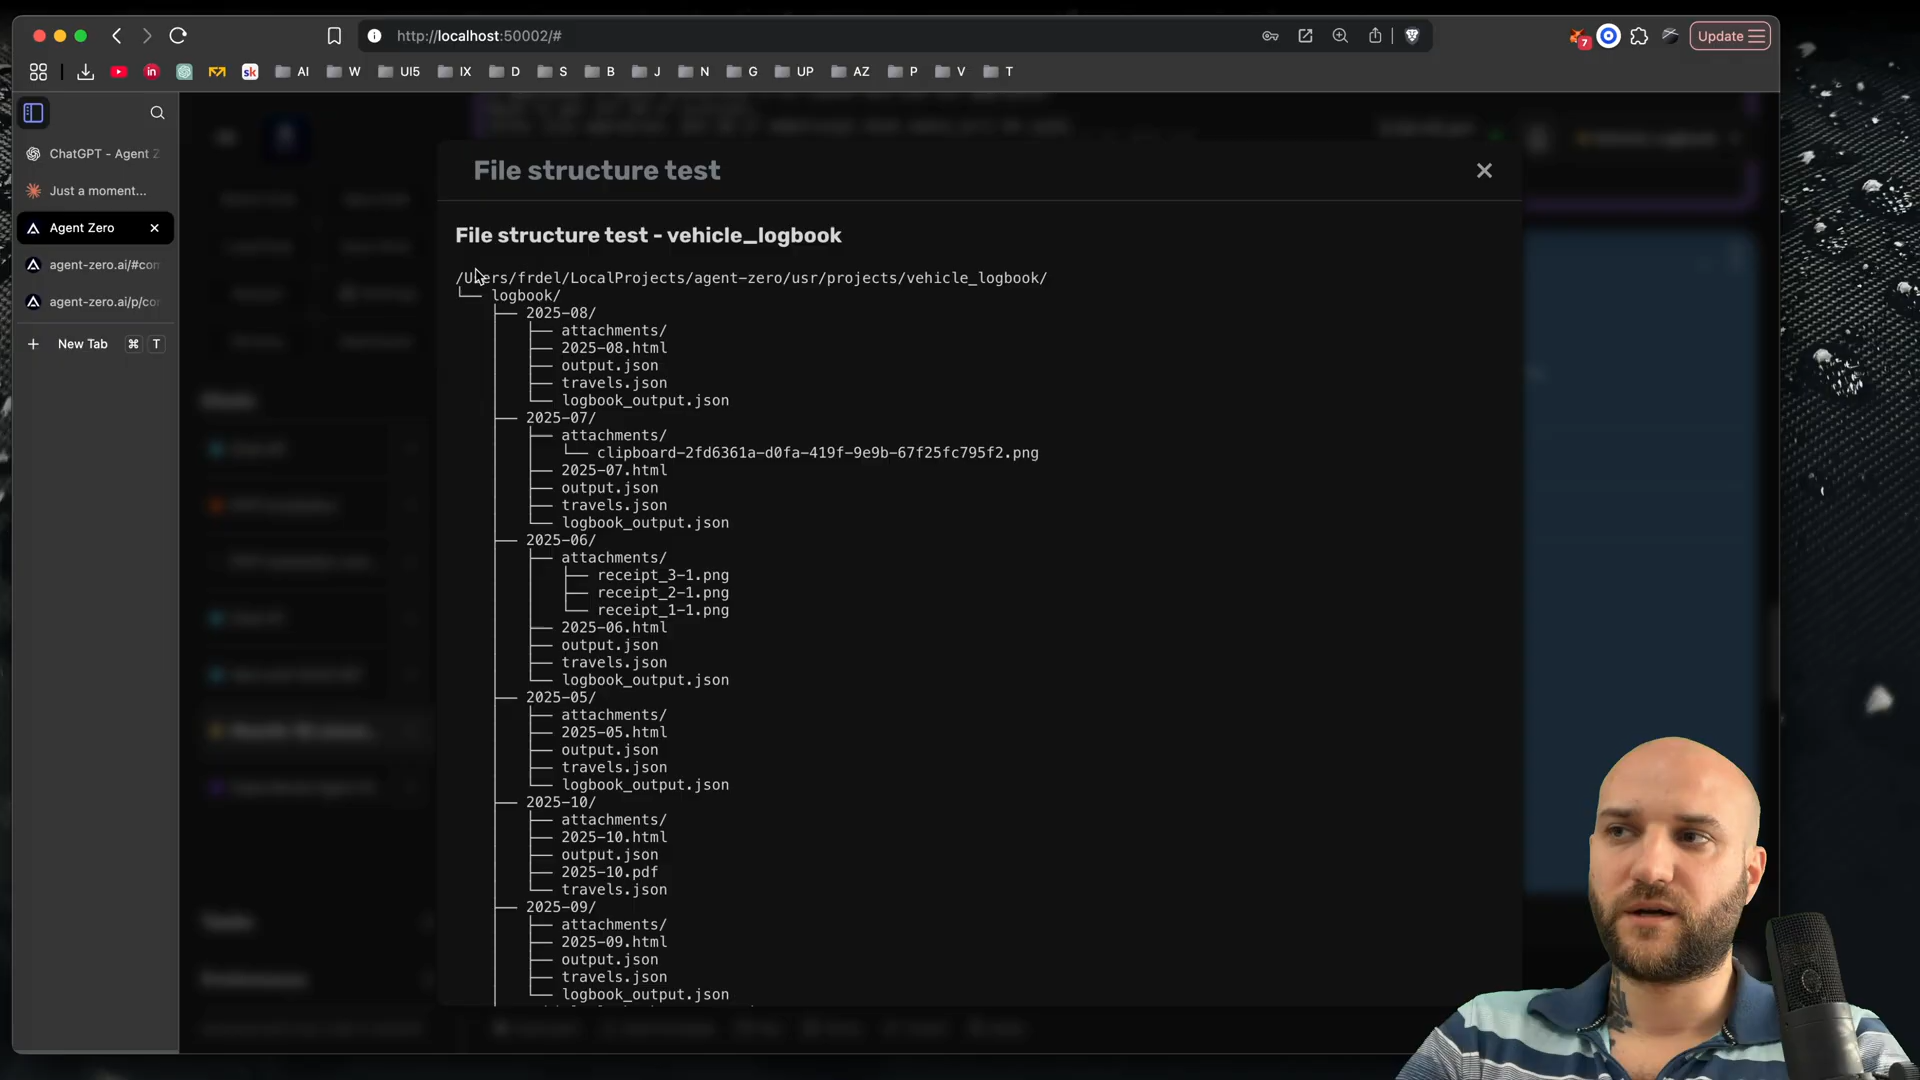 http://localhost:50002/#
7
Update
sk
AI
W
UI5
IX
D
S
B
J
N
G
UP
AZ
P
V
T
ChatGPT - Agent Z
Just a moment...
Agent Zero
agent-zero.ai/#con
agent-zero.ai/p/co
New Tab
⌘ T
File structure test
File structure test - vehicle_logbook
/Users/frdel/LocalProjects/agent-zero/usr/projects/vehicle_logbook/
└── logbook/
├── 2025-08/
├── attachments/
├── 2025-08.html
├── output.json
├── travels.json
└── logbook_output.json
├── 2025-07/
├── attachments/
└── clipboard-2fd6361a-d0fa-419f-9e9b-67f25fc795f2.png
├── 2025-07.html
├── output.json
├── travels.json
└── logbook_output.json
├── 2025-06/
├── attachments/
├── receipt_3-1.png
├── receipt_2-1.png
└── receipt_1-1.png
├── 2025-06.html
├── output.json
├── travels.json
└── logbook_output.json
├── 2025-05/
├── attachments/
├── 2025-05.html
├── output.json
├── travels.json
└── logbook_output.json
├── 2025-10/
├── attachments/
├── 2025-10.html
├── output.json
├── 2025-10.pdf
└── travels.json
├── 2025-09/
├── attachments/
├── 2025-09.html
├── output.json
├── travels.json
└── logbook_output.json